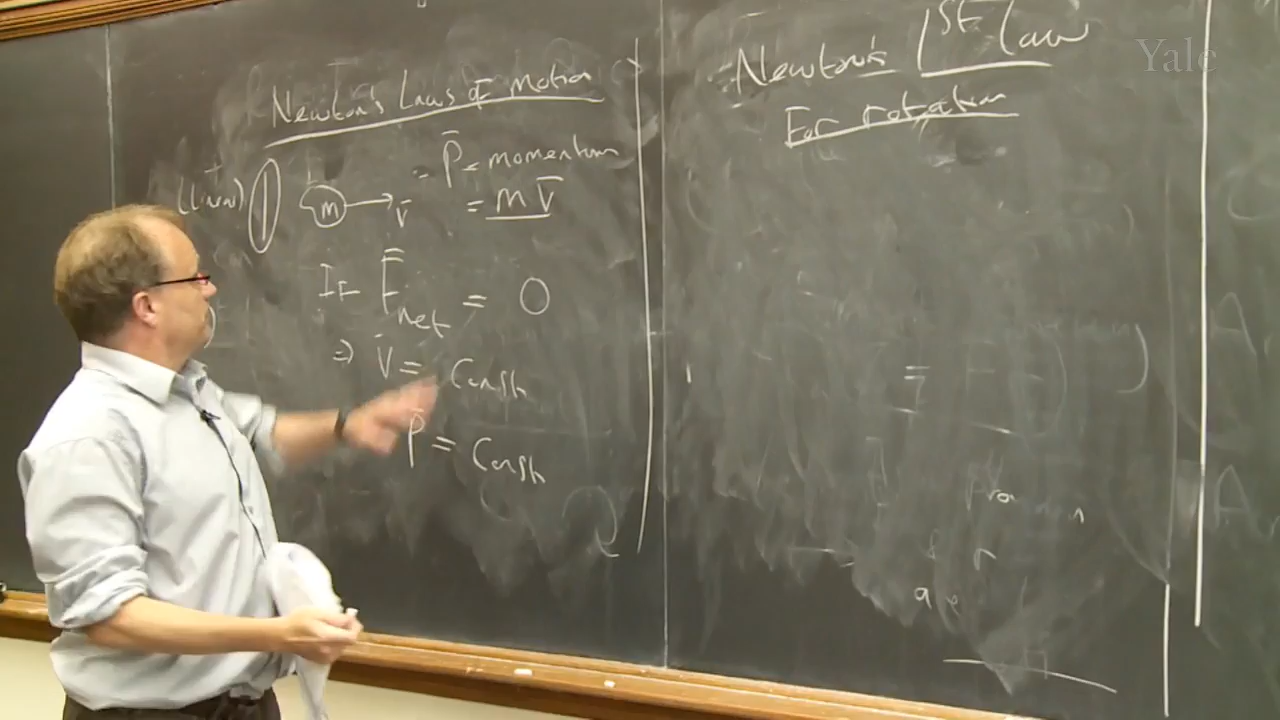 Newton's Laws of Motion
(Linear) 1 m → v̄ = P̄ = momentum
= m v̄
If F̄net = 0
⇒ v̄ = Const
P̄ = Const
Newton's 1ST Law
For rotation
=
Yale